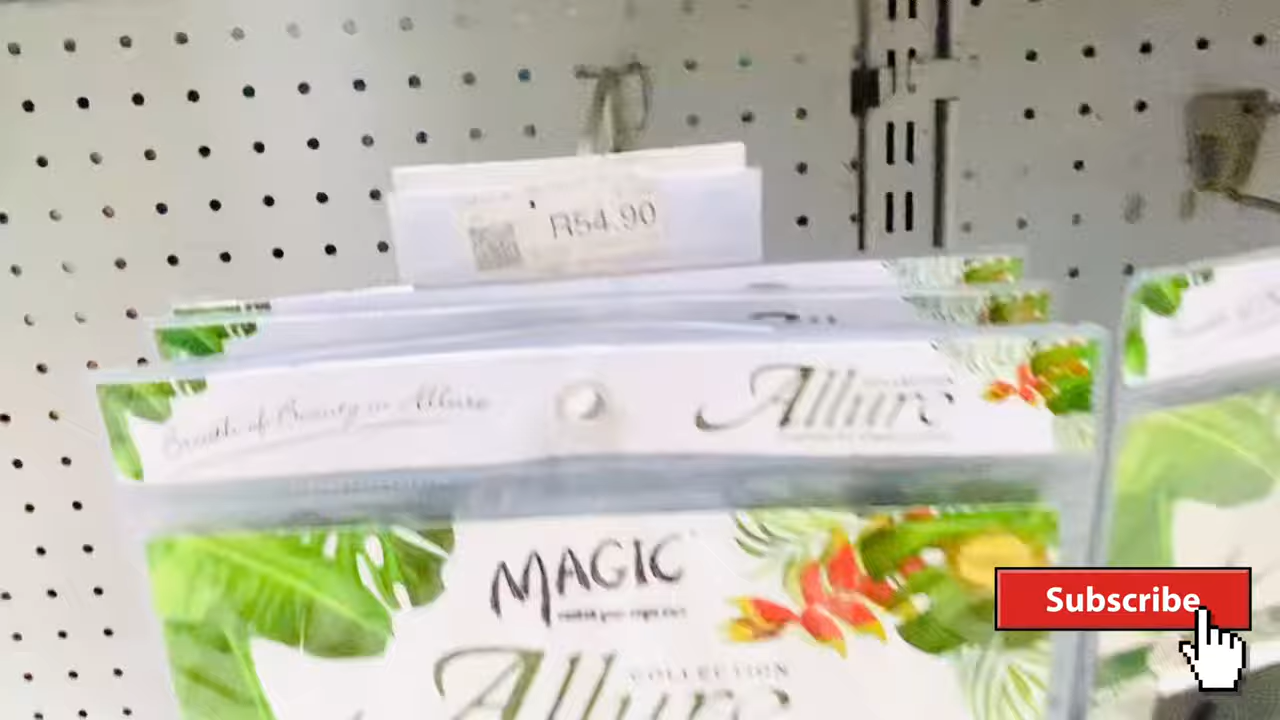 R54.90
Breath of Beauty in Allure
Allure
MAGIC
COLLECTION
Allure
Subscribe